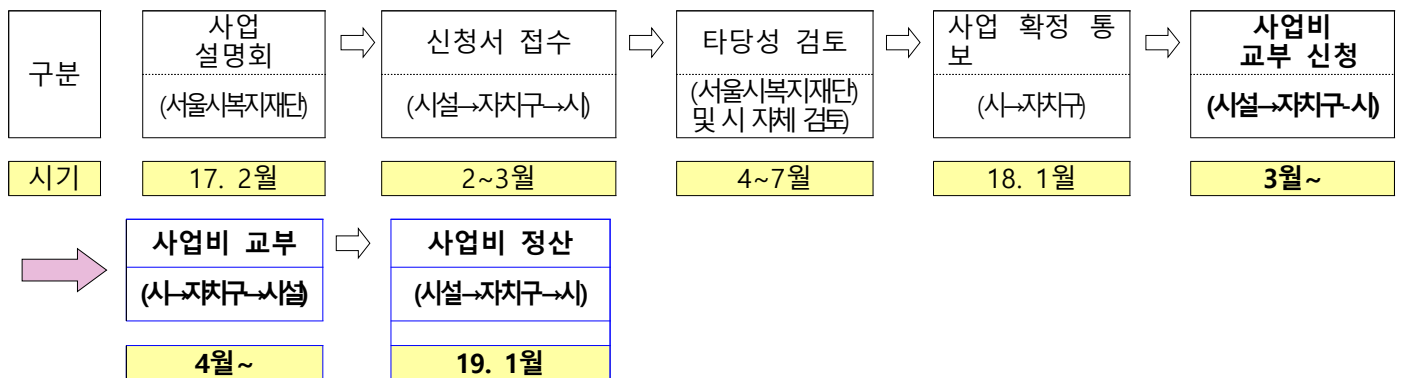 구분
사업
설명회
(서울시복지재단)
신청서 접수
(시설→자치구→시)
타당성 검토
(서울시복지재단)
및 시 자체 검토)
사업 확정 통
보
(시→자치구)
사업비
교부 신청
(시설→자치구-시)
시기
17. 2월
2~3월
4~7월
18. 1월
3월~
사업비 교부
(시→자치구→시설)
사업비 정산
(시설→자치구→시)
4월~
19. 1월